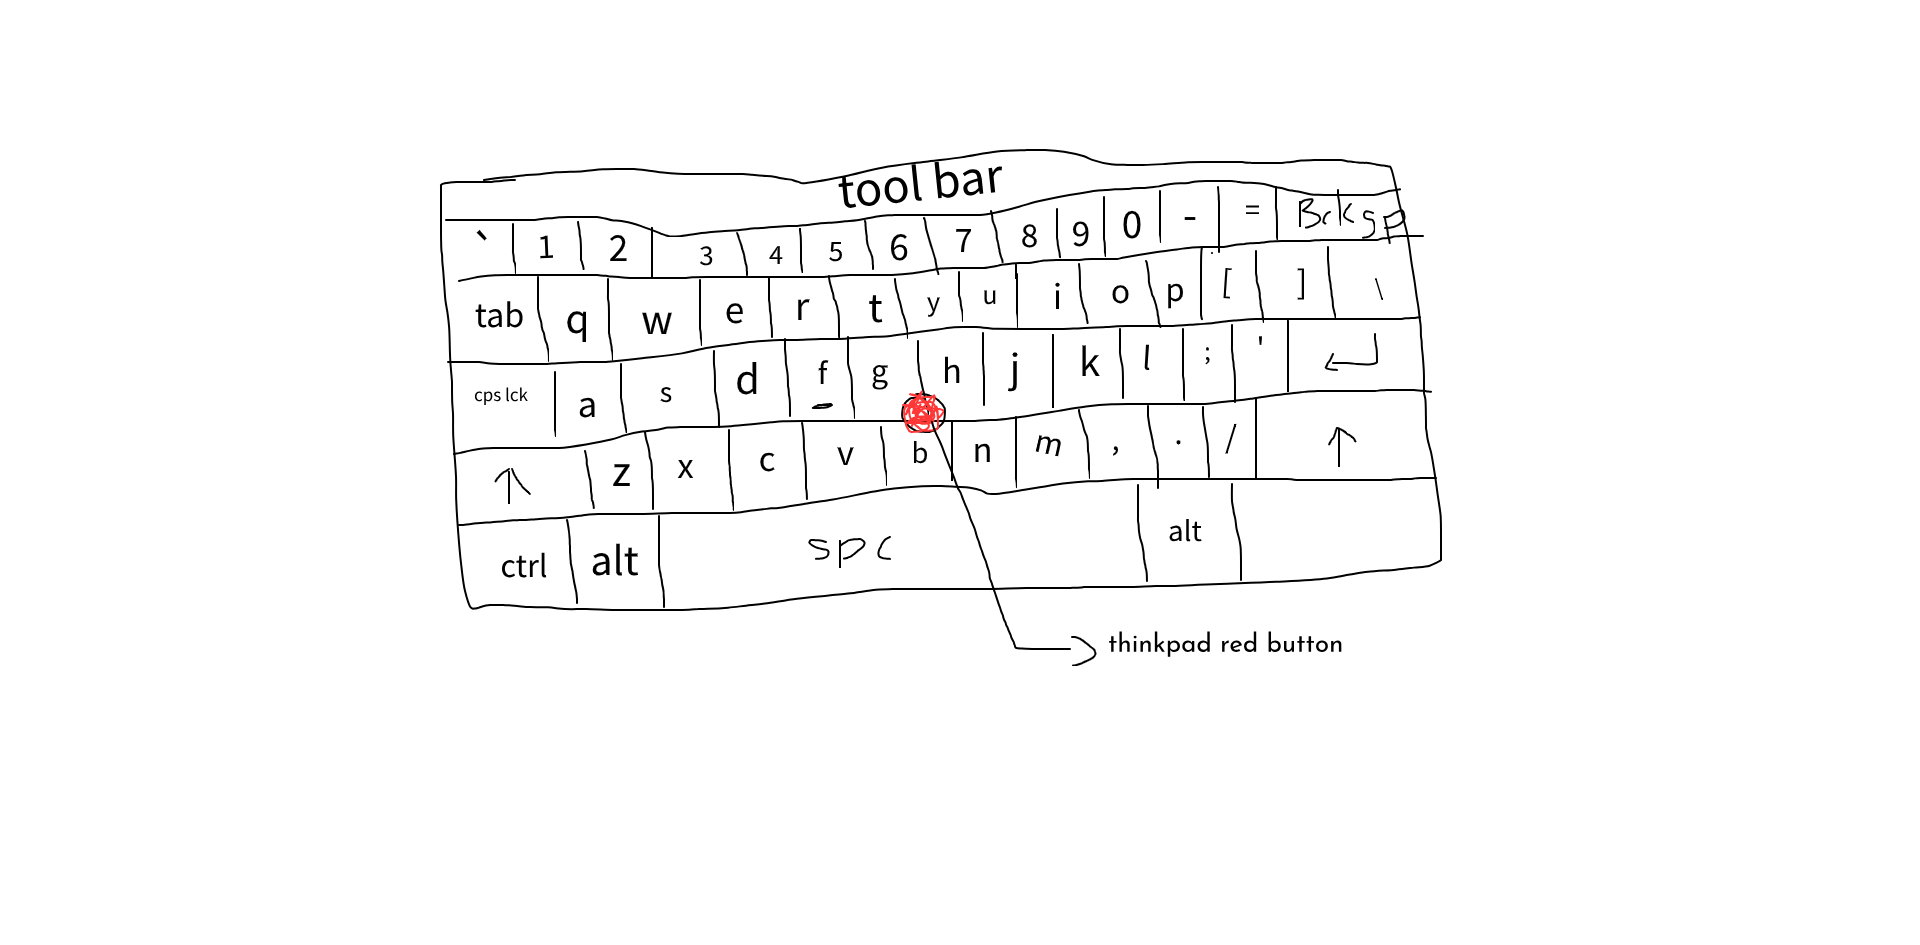 tool bar
` 1 2 3 4 5 6 7 8 9 0 - = Bcksp
tab q w e r t y u i o p [ ] \
cps lck a s d f g h j k l ; '
z x c v b n m , . /
ctrl alt spc alt
thinkpad red button